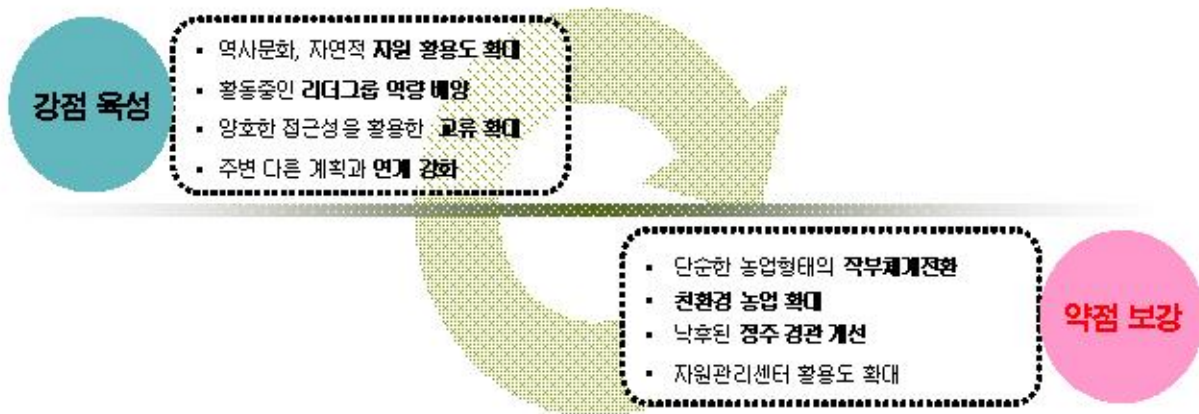 강점 육성
▪ 역사문화, 자연적 자원 활용도 확대
▪ 활동중인 리더그룹 역량 배양
▪ 양호한 접근성을 활용한 교류 확대
▪ 주변 다른 계획과 연계 강화
▪ 단순한 농업형태의 작부체계전환
▪ 친환경 농업 확대
▪ 낙후된 정주 경관 개선
▪ 자원관리센터 활용도 확대
약점 보강